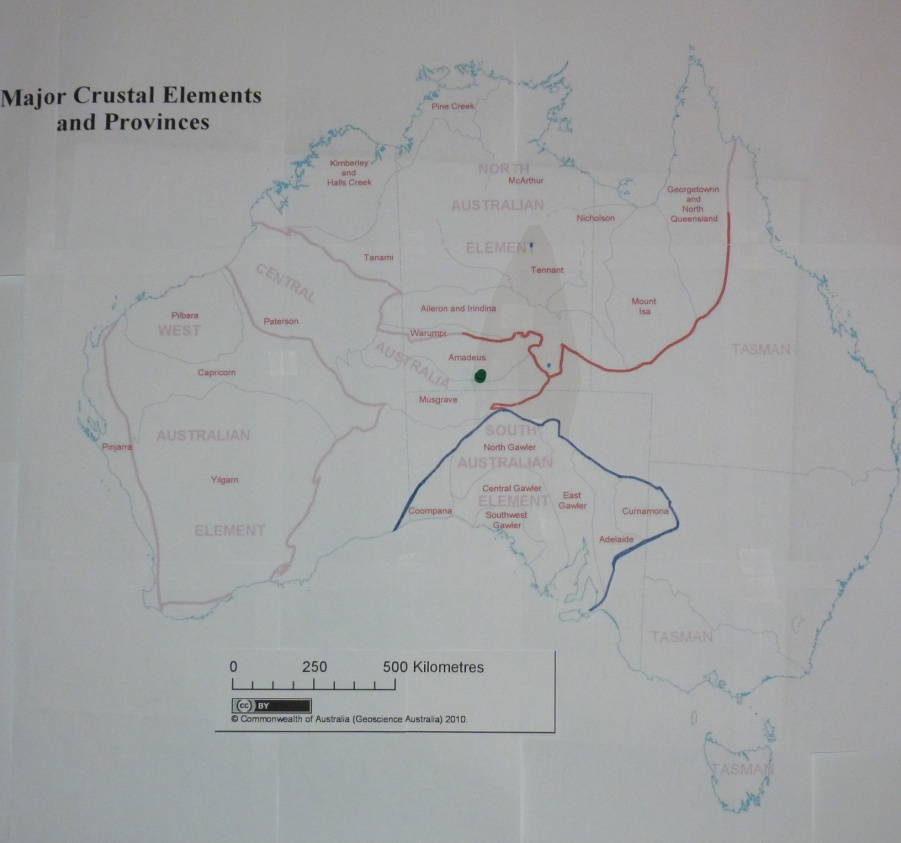 Major Crustal Elements
and Provinces
Pine Creek
Kimberley
and
Halls Creek
NORTH
McArthur
AUSTRALIAN
Georgetownn
and
North
Queensland
Nicholson
ELEMENT
Tanami
Tennant
CENTRAL
Mount
Isa
Aileron and Irindina
Pilbara
WEST
Paterson
Warumpi
TASMAN
AUSTRALIA
Amadeus
Capricorn
Musgrave
AUSTRALIAN
SOUTH
Pinjarra
North Gawler
AUSTRALIAN
Yilgarn
Central Gawler
ELEMENT
East
Gawler
Coompana
Southwest
Gawler
Curnamona
ELEMENT
Adelaide
TASMAN
0 250 500 Kilometres
cc BY
© Commonwealth of Australia (Geoscience Australia) 2010.
TASMAN